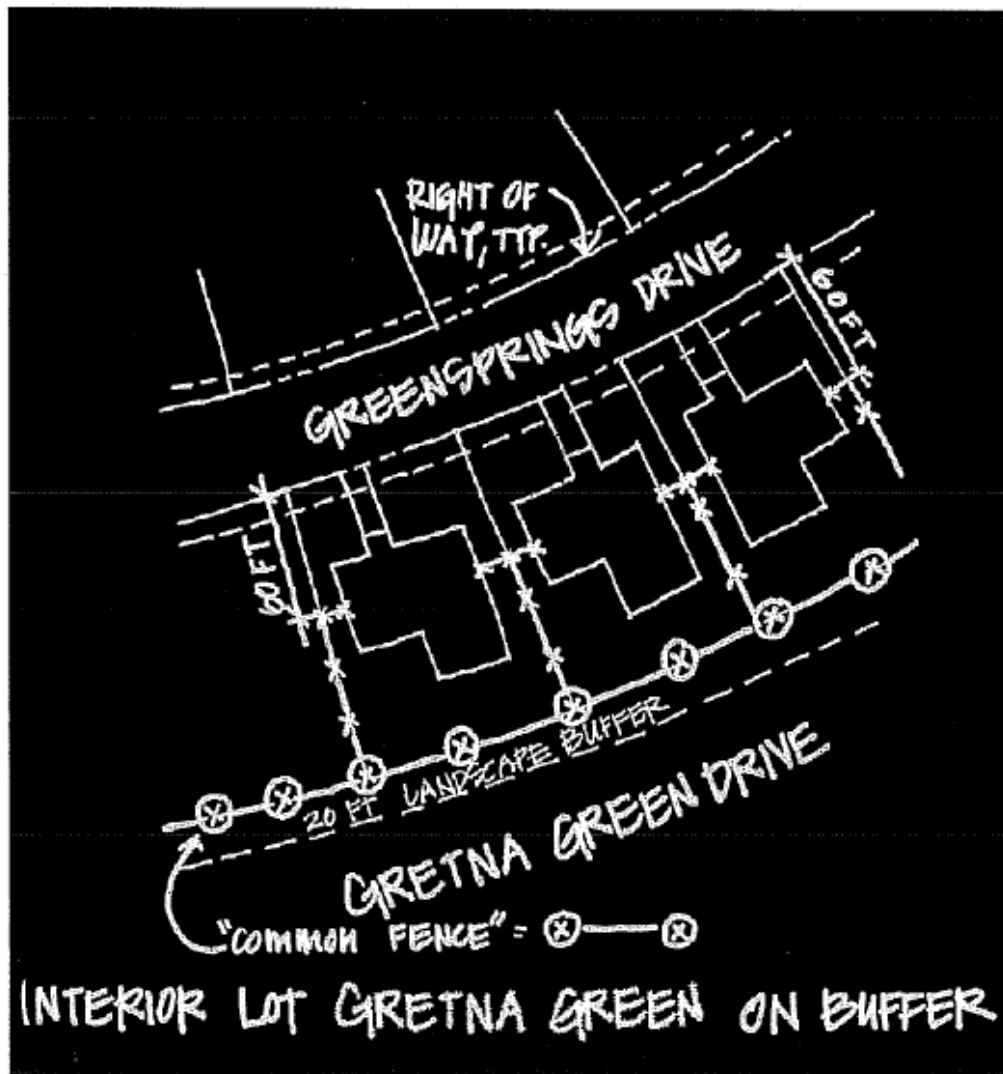 RIGHT OF
WAY, TYP.
GREENSPRINGS DRIVE
60 FT
60 FT
20 FT LANDSCAPE BUFFER
GRETNA GREEN DRIVE
"COMMON FENCE" =
INTERIOR LOT GRETNA GREEN ON BUFFER